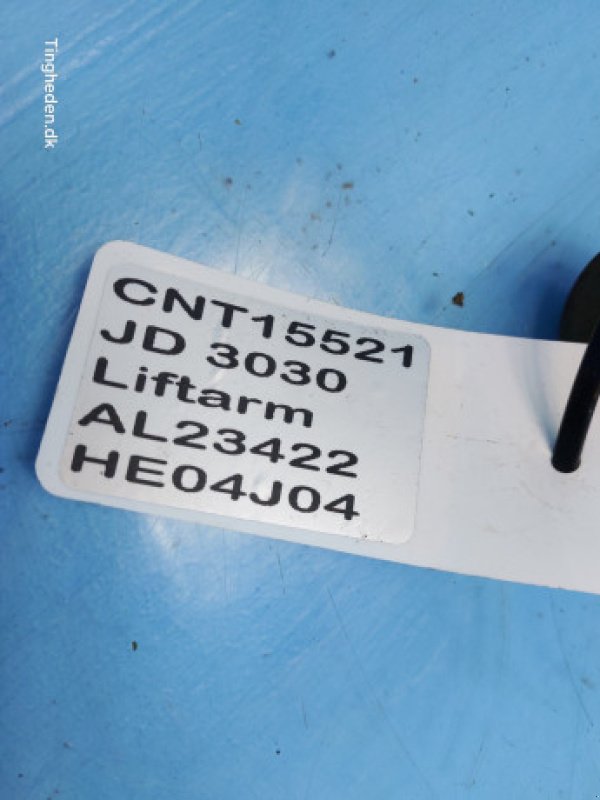 Tingheden.dk
CNT15521
JD 3030
Liftarm
AL23422
HE04J04